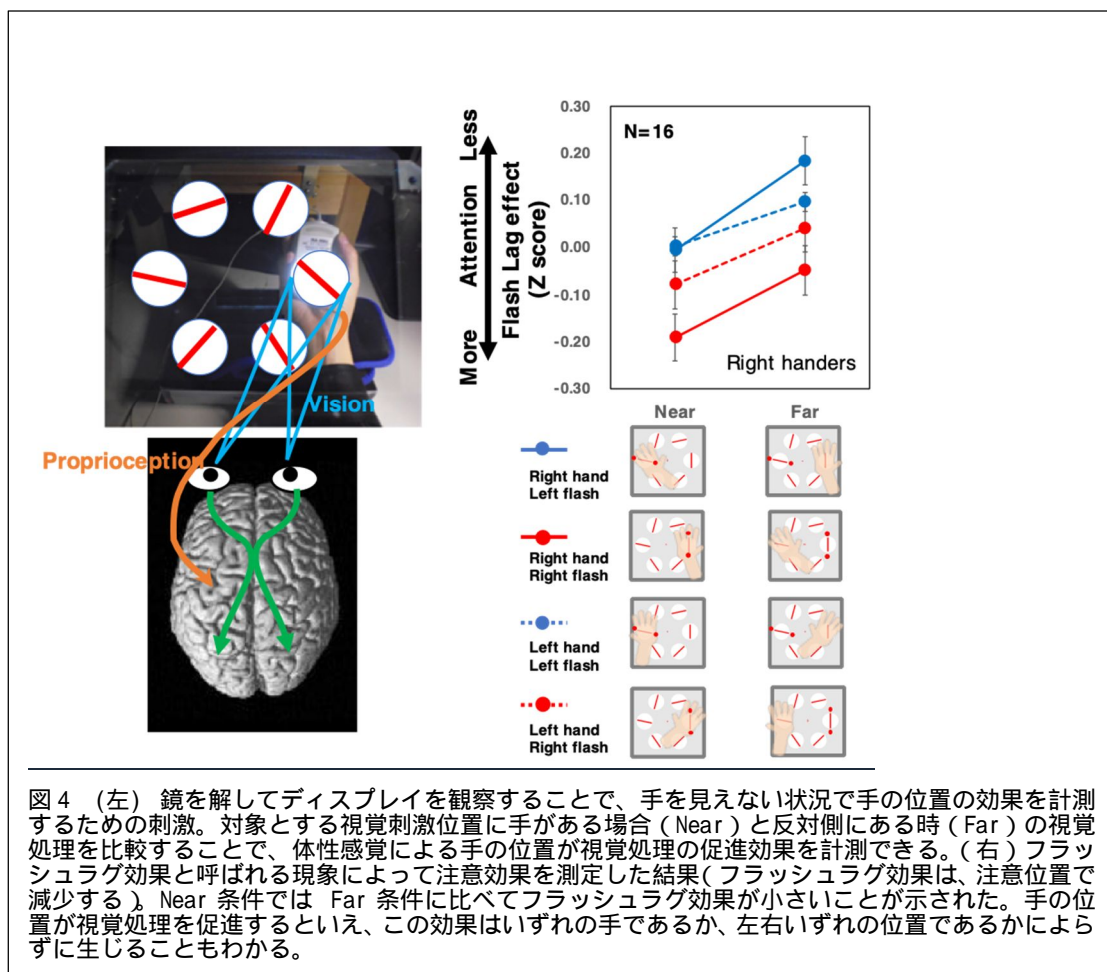 0.30
N=16
0.20
0.10
0.00
-0.10
-0.20
-0.30
Right handers
More Attention Less
Flash Lag effect
(Z score)
Vision
Proprioception
Near Far
Right hand
Left flash
Right hand
Right flash
Left hand
Left flash
Left hand
Right flash
図4 (左) 鏡を解してディスプレイを観察することで、手を見えない状況で手の位置の効果を計測
するための刺激。対象とする視覚刺激位置に手がある場合(Near)と反対側にある時(Far)の視覚
処理を比較することで、体性感覚による手の位置が視覚処理の促進効果を計測できる。(右)フラッ
シュラグ効果と呼ばれる現象によって注意効果を測定した結果(フラッシュラグ効果は、注意位置で
減少する)。Near 条件では Far 条件に比べてフラッシュラグ効果が小さいことが示された。手の位
置が視覚処理を促進するといえ、この効果はいずれの手であるか、左右いずれの位置であるかによら
ずに生じることもわかる。